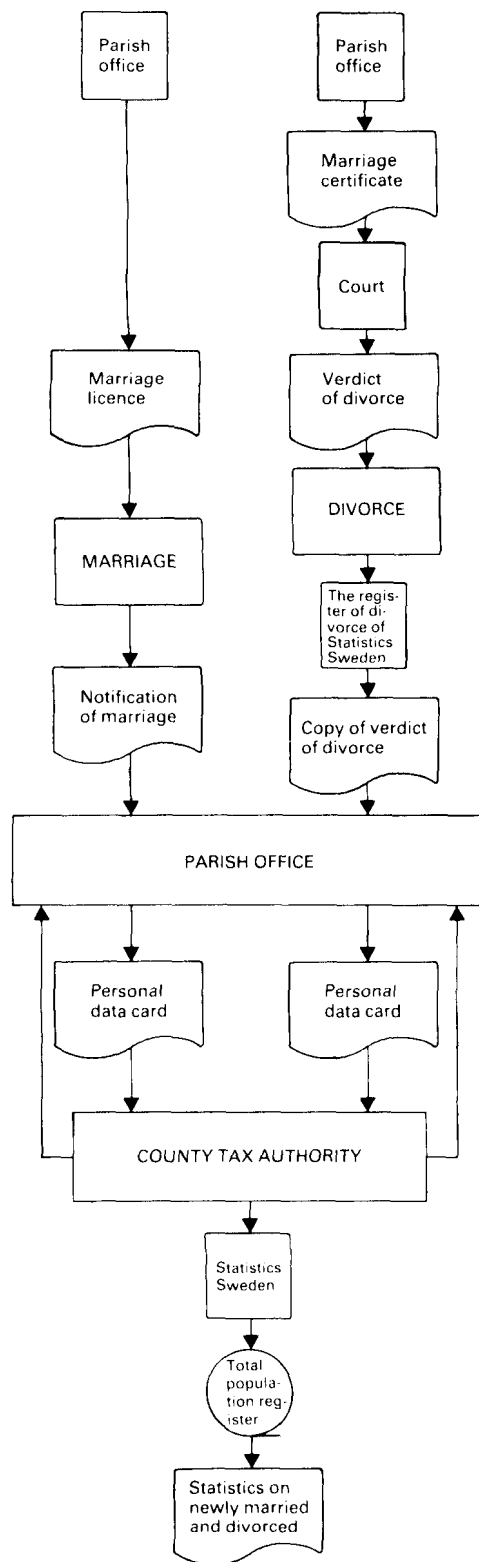 Parish
office
Parish
office
Marriage
certificate
Court
Marriage
licence
Verdict
of divorce
MARRIAGE
DIVORCE
The regis-
ter of di-
vorce of
Statistics
Sweden
Notification
of marriage
Copy of verdict
of divorce
PARISH OFFICE
Personal
data card
Personal
data card
COUNTY TAX AUTHORITY
Statistics
Sweden
Total
popula-
tion reg-
ister
Statistics on
newly married
and divorced